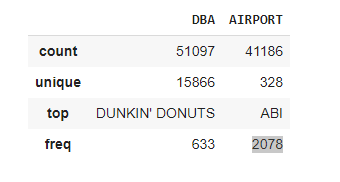 DBA AIRPORT
count 51097 41186
unique 15866 328
top DUNKIN' DONUTS ABI
freq 633 2078